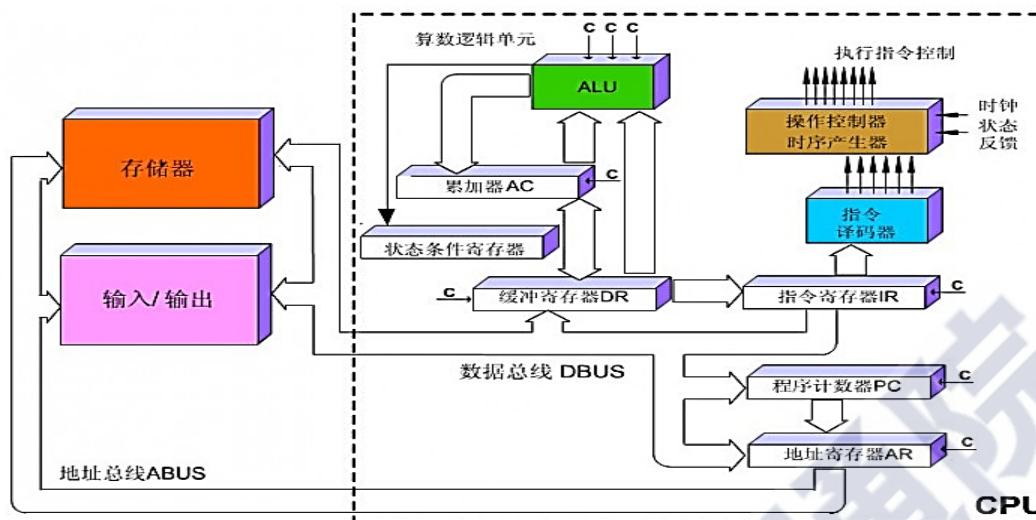 算数逻辑单元
C C C
ALU
执行指令控制
操作控制器
时序产生器
时钟
状态
反馈
存储器
累加器AC
C
指令
译码器
状态条件寄存器
输入/输出
C
缓冲寄存器DR
指令寄存器IR
C
数据总线 DBUS
程序计数器PC
C
地址寄存器AR
C
地址总线ABUS
CPU
通院